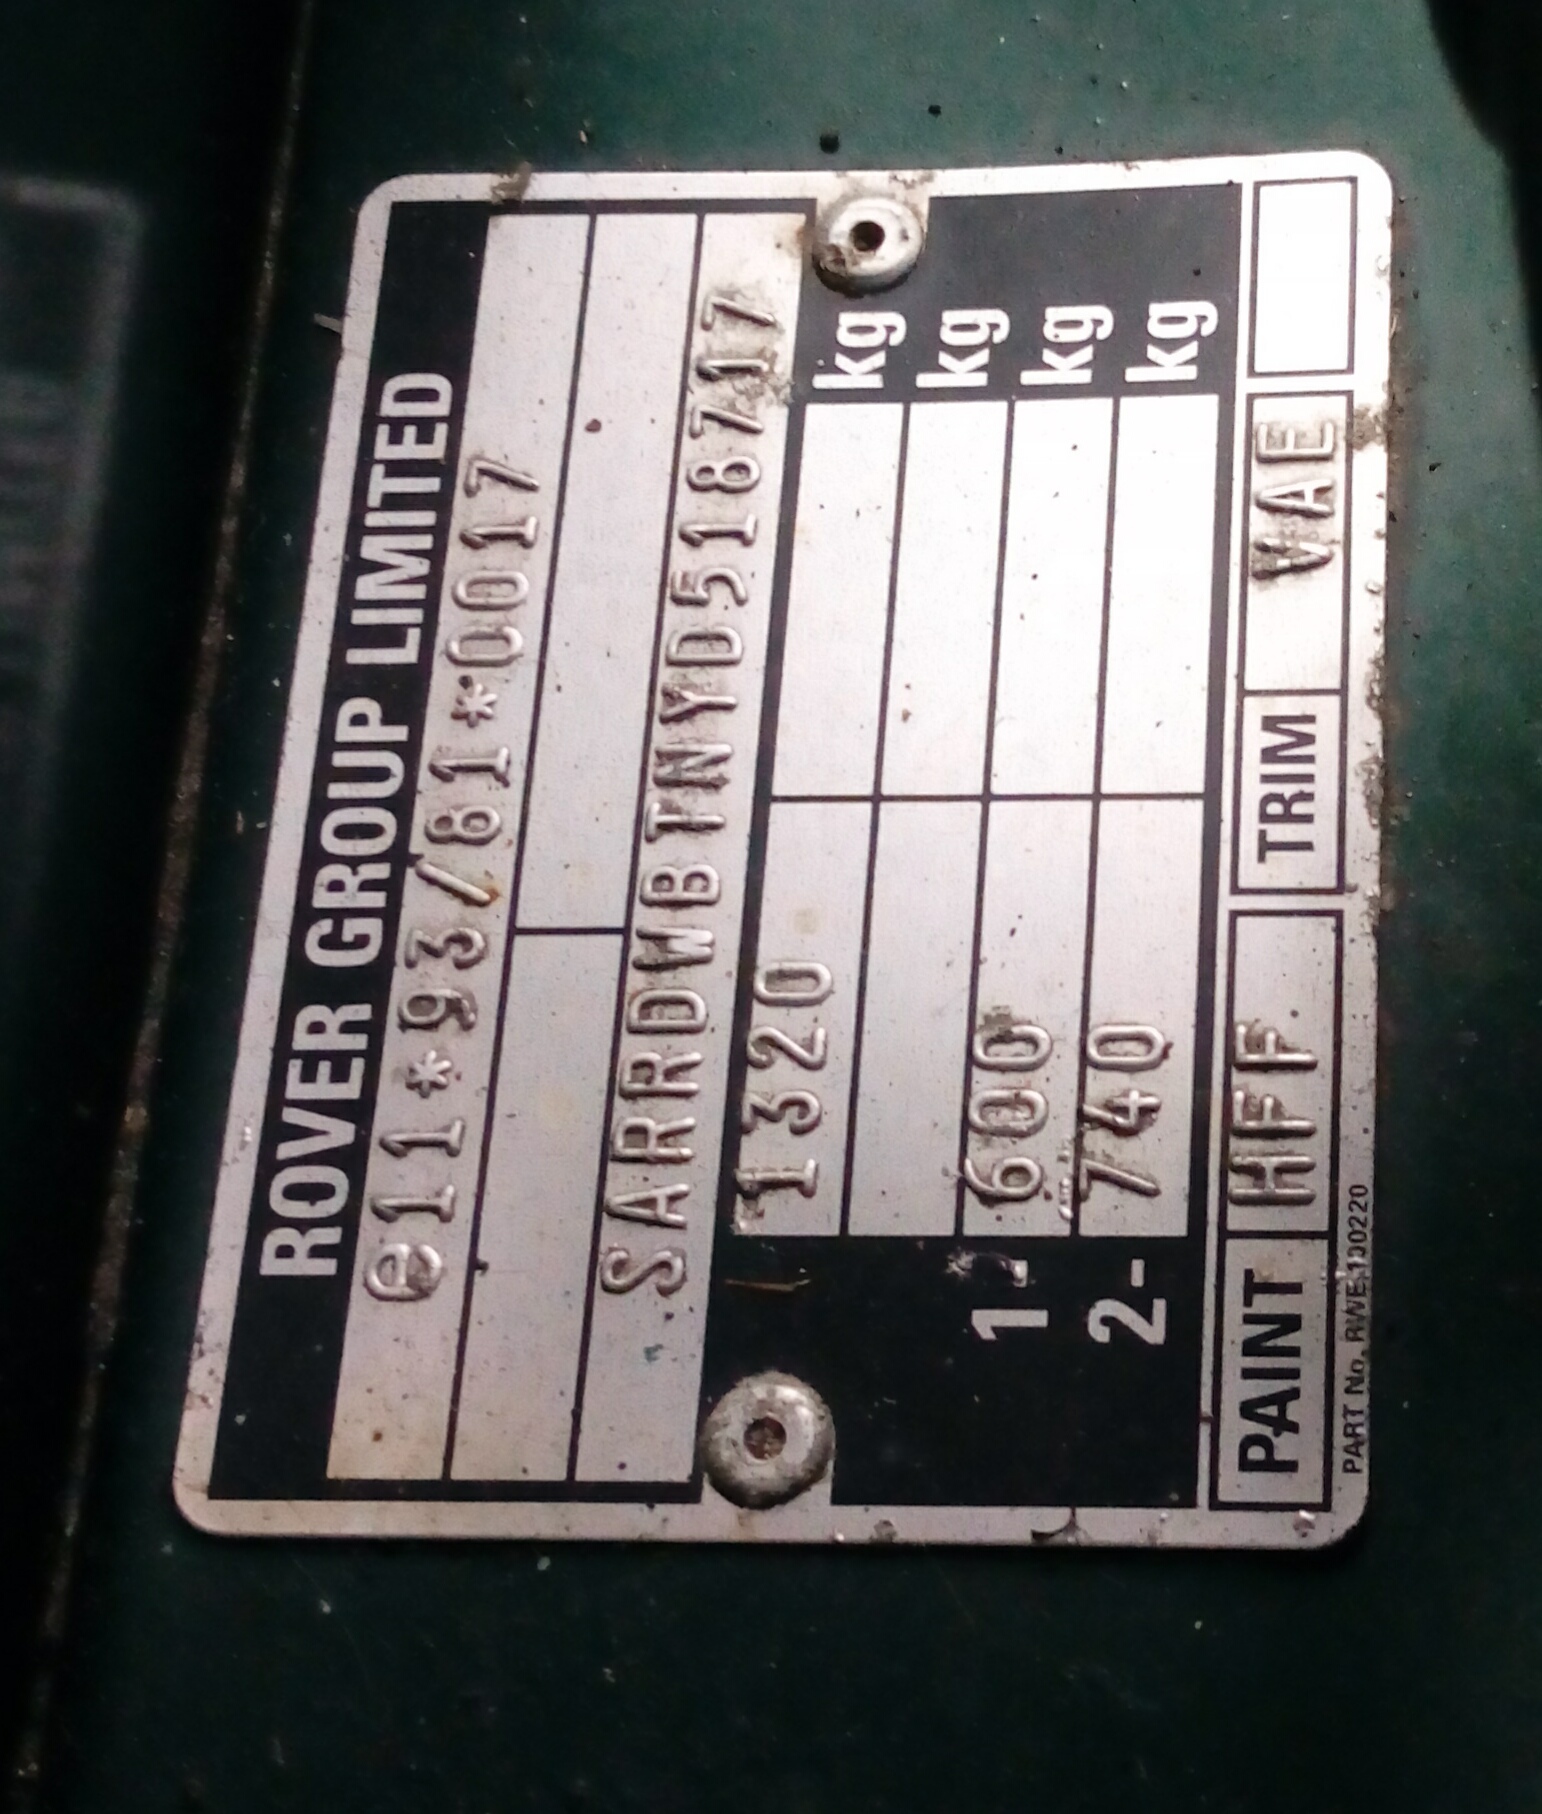 ROVER GROUP LIMITED
e11*93/81*0017
SARRDWBTNYD518717
1320 kg
kg
1- 600 kg
2- 740 kg
PAINT HFF TRIM VAE
PART No. RWE100220